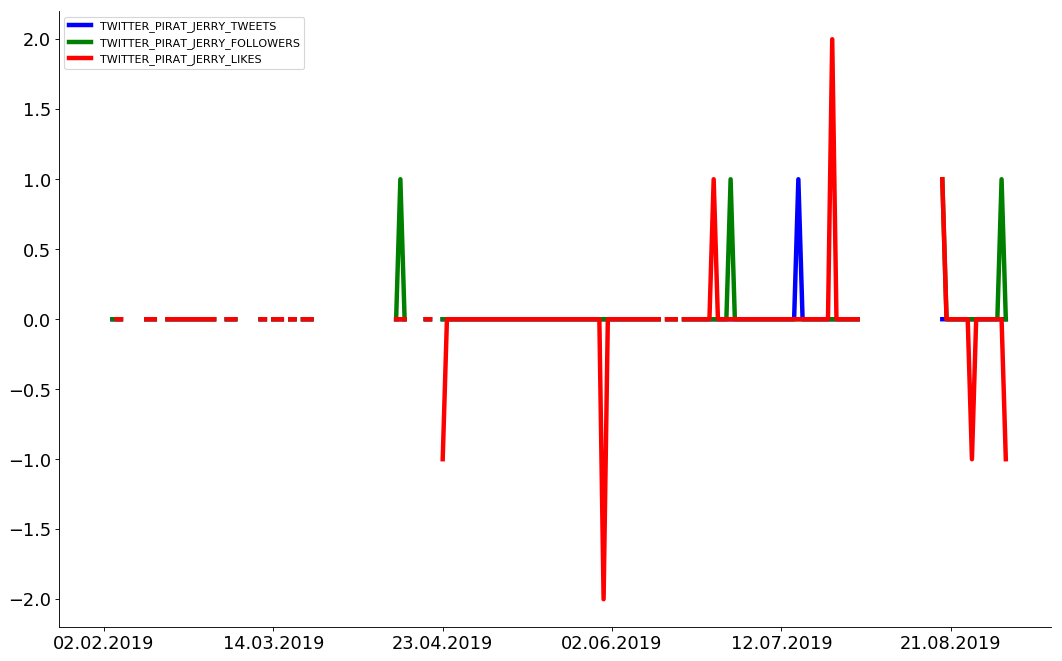 TWITTER_PIRAT_JERRY_TWEETS
TWITTER_PIRAT_JERRY_FOLLOWERS
TWITTER_PIRAT_JERRY_LIKES
2.0
1.5
1.0
0.5
0.0
−0.5
−1.0
−1.5
−2.0
02.02.2019 14.03.2019 23.04.2019 02.06.2019 12.07.2019 21.08.2019